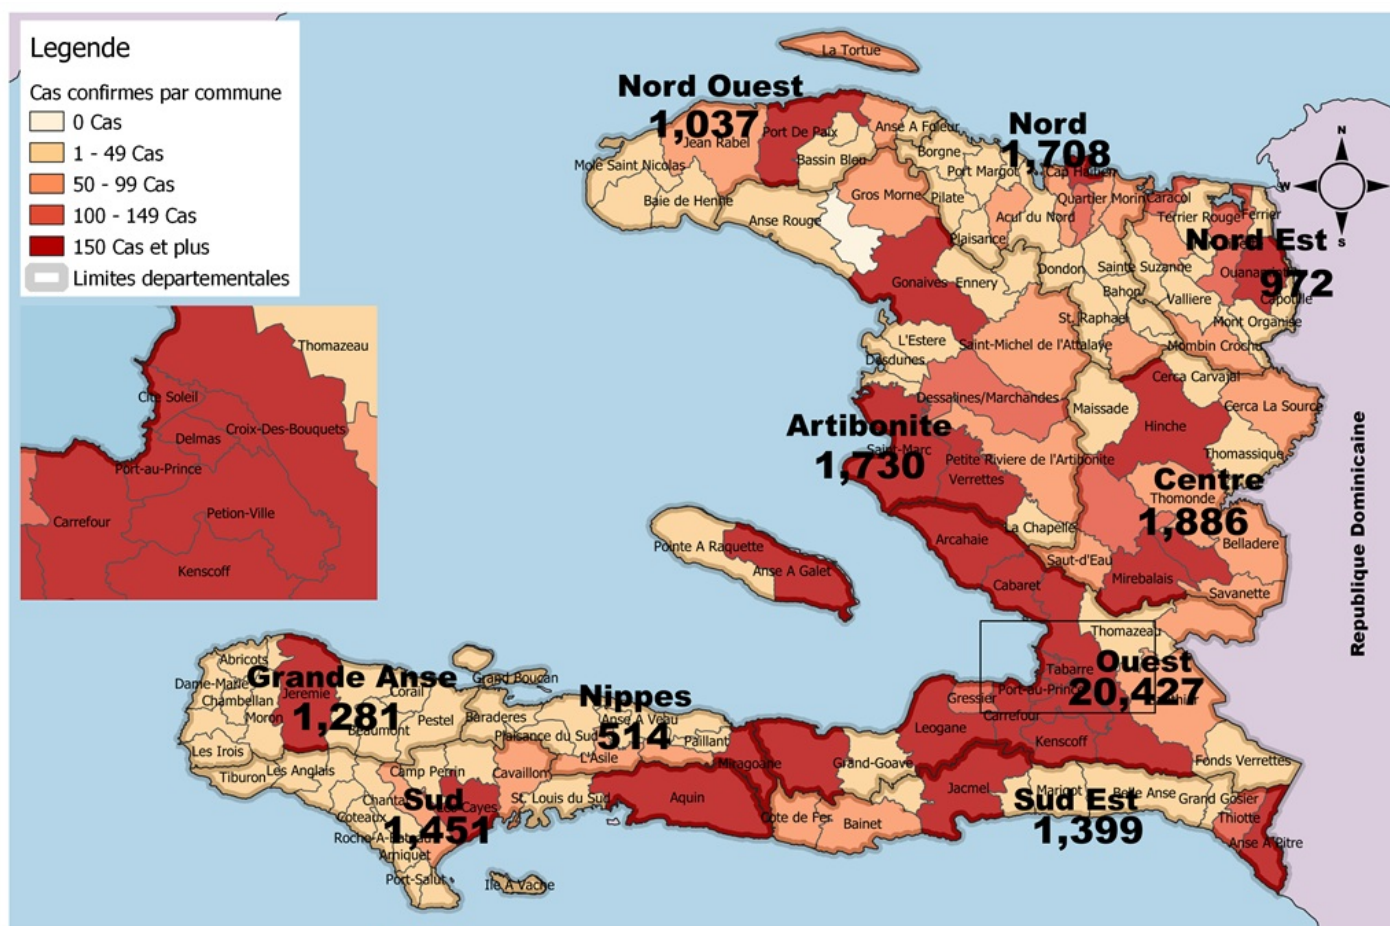 Legende
Cas confirmes par commune
0 Cas
1 - 49 Cas
50 - 99 Cas
100 - 149 Cas
150 Cas et plus
Limites departementales
La Tortue
Nord Ouest
1,037
Port De Paix
Anse A Foleur
Jean Rabel
Mole Saint Nicolas
Bassin Bleu
Baie de Henne
Anse Rouge
Gros Morne
Nord
1,708
Borgne
Port Margot
Cap Haitien
Pilate
Quartier Morin
Caracol
Acul du Nord
Terrier Rouge
Ferrier
Plaisance
N
W
S
Nord Est
972
Dondon
Sainte Suzanne
Bahon
Valliere
Capotille
St. Raphael
Mont Organise
Mombin Crochu
Gonaives
Ennery
L'Estere
Desdunes
Saint-Michel de l'Attalaye
Dessalines/Marchandes
Cerca Carvajal
Maissade
Cerca La Source
Hinche
Thomassique
Artibonite
1,730
Saint-Marc
Petite Riviere de l'Artibonite
Verrettes
La Chapelle
Centre
1,886
Thomonde
Belladere
Saut-d'Eau
Mirebalais
Savanette
Arcahaie
Cabaret
Pointe A Raquette
Anse A Galet
Republique Dominicaine
Thomazeau
Cite Soleil
Delmas
Croix-Des-Bouquets
Port-au-Prince
Carrefour
Petion-Ville
Kenscoff
Thomazeau
Ouest
20,427
Tabarre
Port-au-Prince
Gressier
Carrefour
Leogane
Kenscoff
Fonds Verrettes
Grand-Goave
Abricots
Dame-Marie
Chambellan
Grande Anse
1,281
Jeremie
Moron
Corail
Pestel
Beaumont
Les Irois
Grand Boucan
Baraderes
Nippes
514
Anse A Veau
Plaisance du Sud
Paillant
L'Asile
Miragoane
Tiburon
Les Anglais
Camp Perrin
Cavaillon
Sud
1,451
Coteaux
Arniquet
Port-Salut
Ile A Vache
St. Louis du Sud
Aquin
Cote de Fer
Bainet
Jacmel
Sud Est
1,399
Marigot
Belle Anse
Grand Gosier
Thiotte
Anse A Pitre